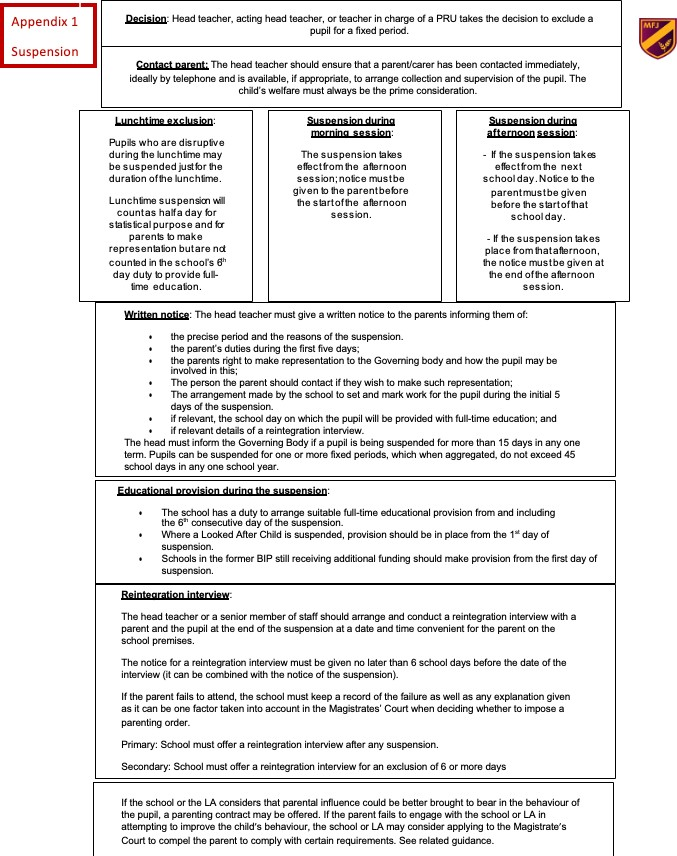 Appendix 1
Suspension
MFJ
Decision: Head teacher, acting head teacher, or teacher in charge of a PRU takes the decision to exclude a
pupil for a fixed period.
Contact parent: The head teacher should ensure that a parent/carer has been contacted immediately,
ideally by telephone and is available, if appropriate, to arrange collection and supervision of the pupil. The
child's welfare must always be the prime consideration.
Lunchtime exclusion:
Pupils who are disruptive
during the lunchtime may
be suspended just for the
duration of the lunchtime.
Lunchtime suspension will
count as half a day for
statistical purpose and for
parents to make
representation but are not
counted in the school's 6th
day duty to provide full-
time education.
Suspension during
morning session:
The suspension takes
effect from the afternoon
session; notice must be
given to the parent before
the start of the afternoon
session.
Suspension during
afternoon session:
- If the suspension takes
effect from the next
school day. Notice to the
parent must be given
before the start of that
school day.
- If the suspension takes
place from that afternoon,
the notice must be given at
the end of the afternoon
session.
Written notice: The head teacher must give a written notice to the parents informing them of:
• the precise period and the reasons of the suspension.
• the parent's duties during the first five days;
• the parents right to make representation to the Governing body and how the pupil may be
involved in this;
• The person the parent should contact if they wish to make such representation;
• The arrangement made by the school to set and mark work for the pupil during the initial 5
days of the suspension.
• if relevant, the school day on which the pupil will be provided with full-time education; and
• if relevant details of a reintegration interview.
The head must inform the Governing Body if a pupil is being suspended for more than 15 days in any one
term. Pupils can be suspended for one or more fixed periods, which when aggregated, do not exceed 45
school days in any one school year.
Educational provision during the suspension:
• The school has a duty to arrange suitable full-time educational provision from and including
the 6th consecutive day of the suspension.
• Where a Looked After Child is suspended, provision should be in place from the 1st day of
suspension.
• Schools in the former BIP still receiving additional funding should make provision from the first day of
suspension.
Reintegration interview:
The head teacher or a senior member of staff should arrange and conduct a reintegration interview with a
parent and the pupil at the end of the suspension at a date and time convenient for the parent on the
school premises.
The notice for a reintegration interview must be given no later than 6 school days before the date of the
interview (it can be combined with the notice of the suspension).
If the parent fails to attend, the school must keep a record of the failure as well as any explanation given
as it can be one factor taken into account in the Magistrates' Court when deciding whether to impose a
parenting order.
Primary: School must offer a reintegration interview after any suspension.
Secondary: School must offer a reintegration interview for an exclusion of 6 or more days
If the school or the LA considers that parental influence could be better brought to bear in the behaviour of
the pupil, a parenting contract may be offered. If the parent fails to engage with the school or LA in
attempting to improve the child's behaviour, the school or LA may consider applying to the Magistrate's
Court to compel the parent to comply with certain requirements. See related guidance.